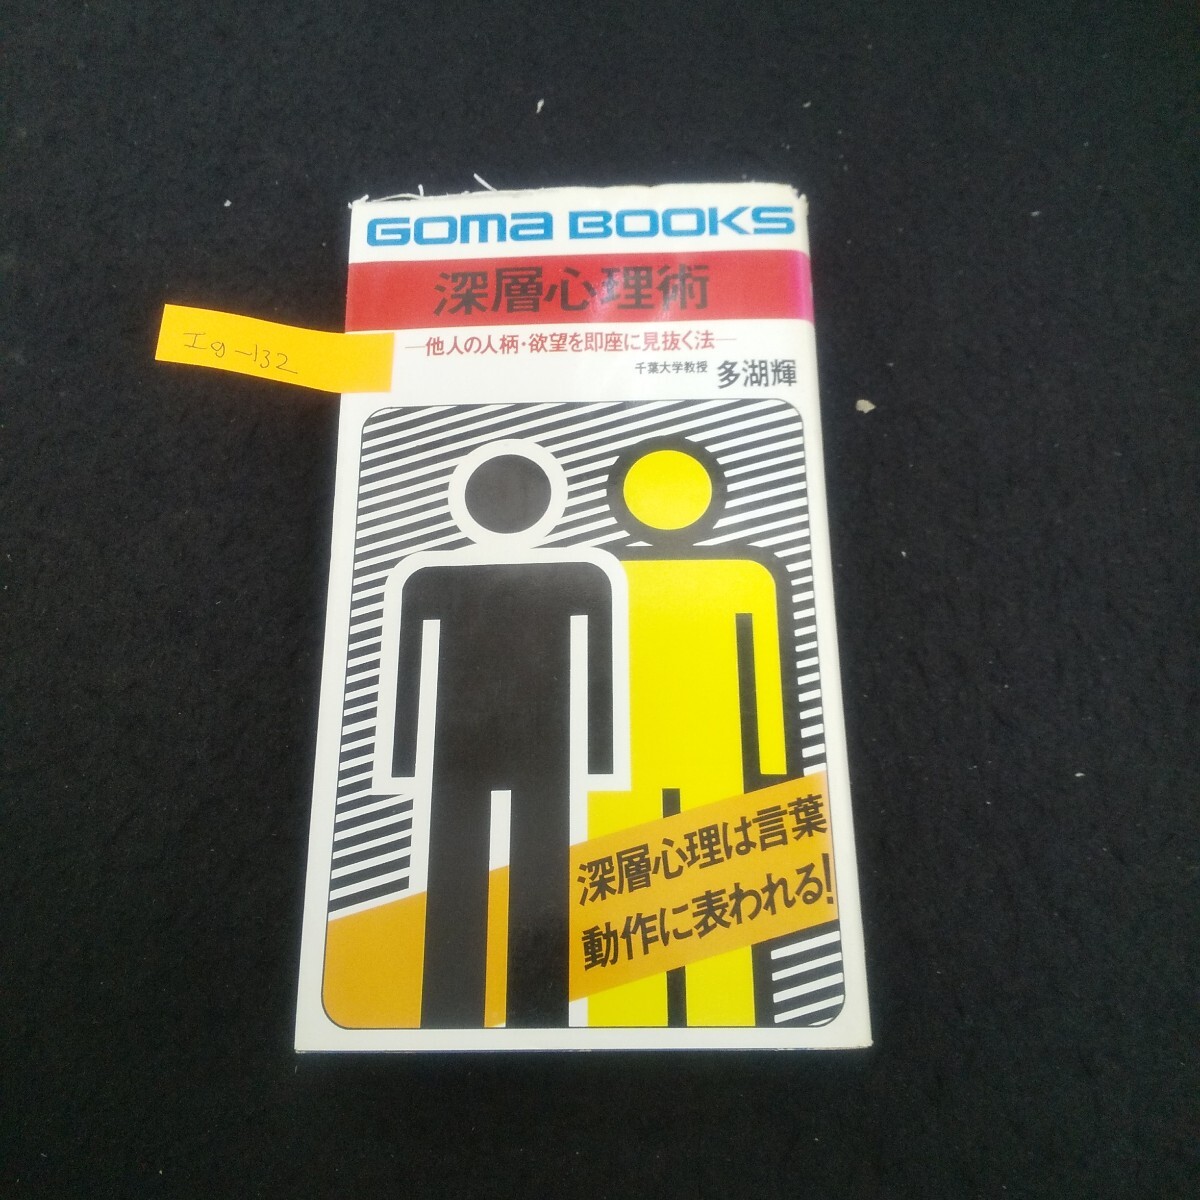 GOMA BOOKS
深層心理術
Ig-132
—他人の人柄・欲望を即座に見抜く法—
千葉大学教授 多湖輝
深層心理は言葉
動作に表われる!